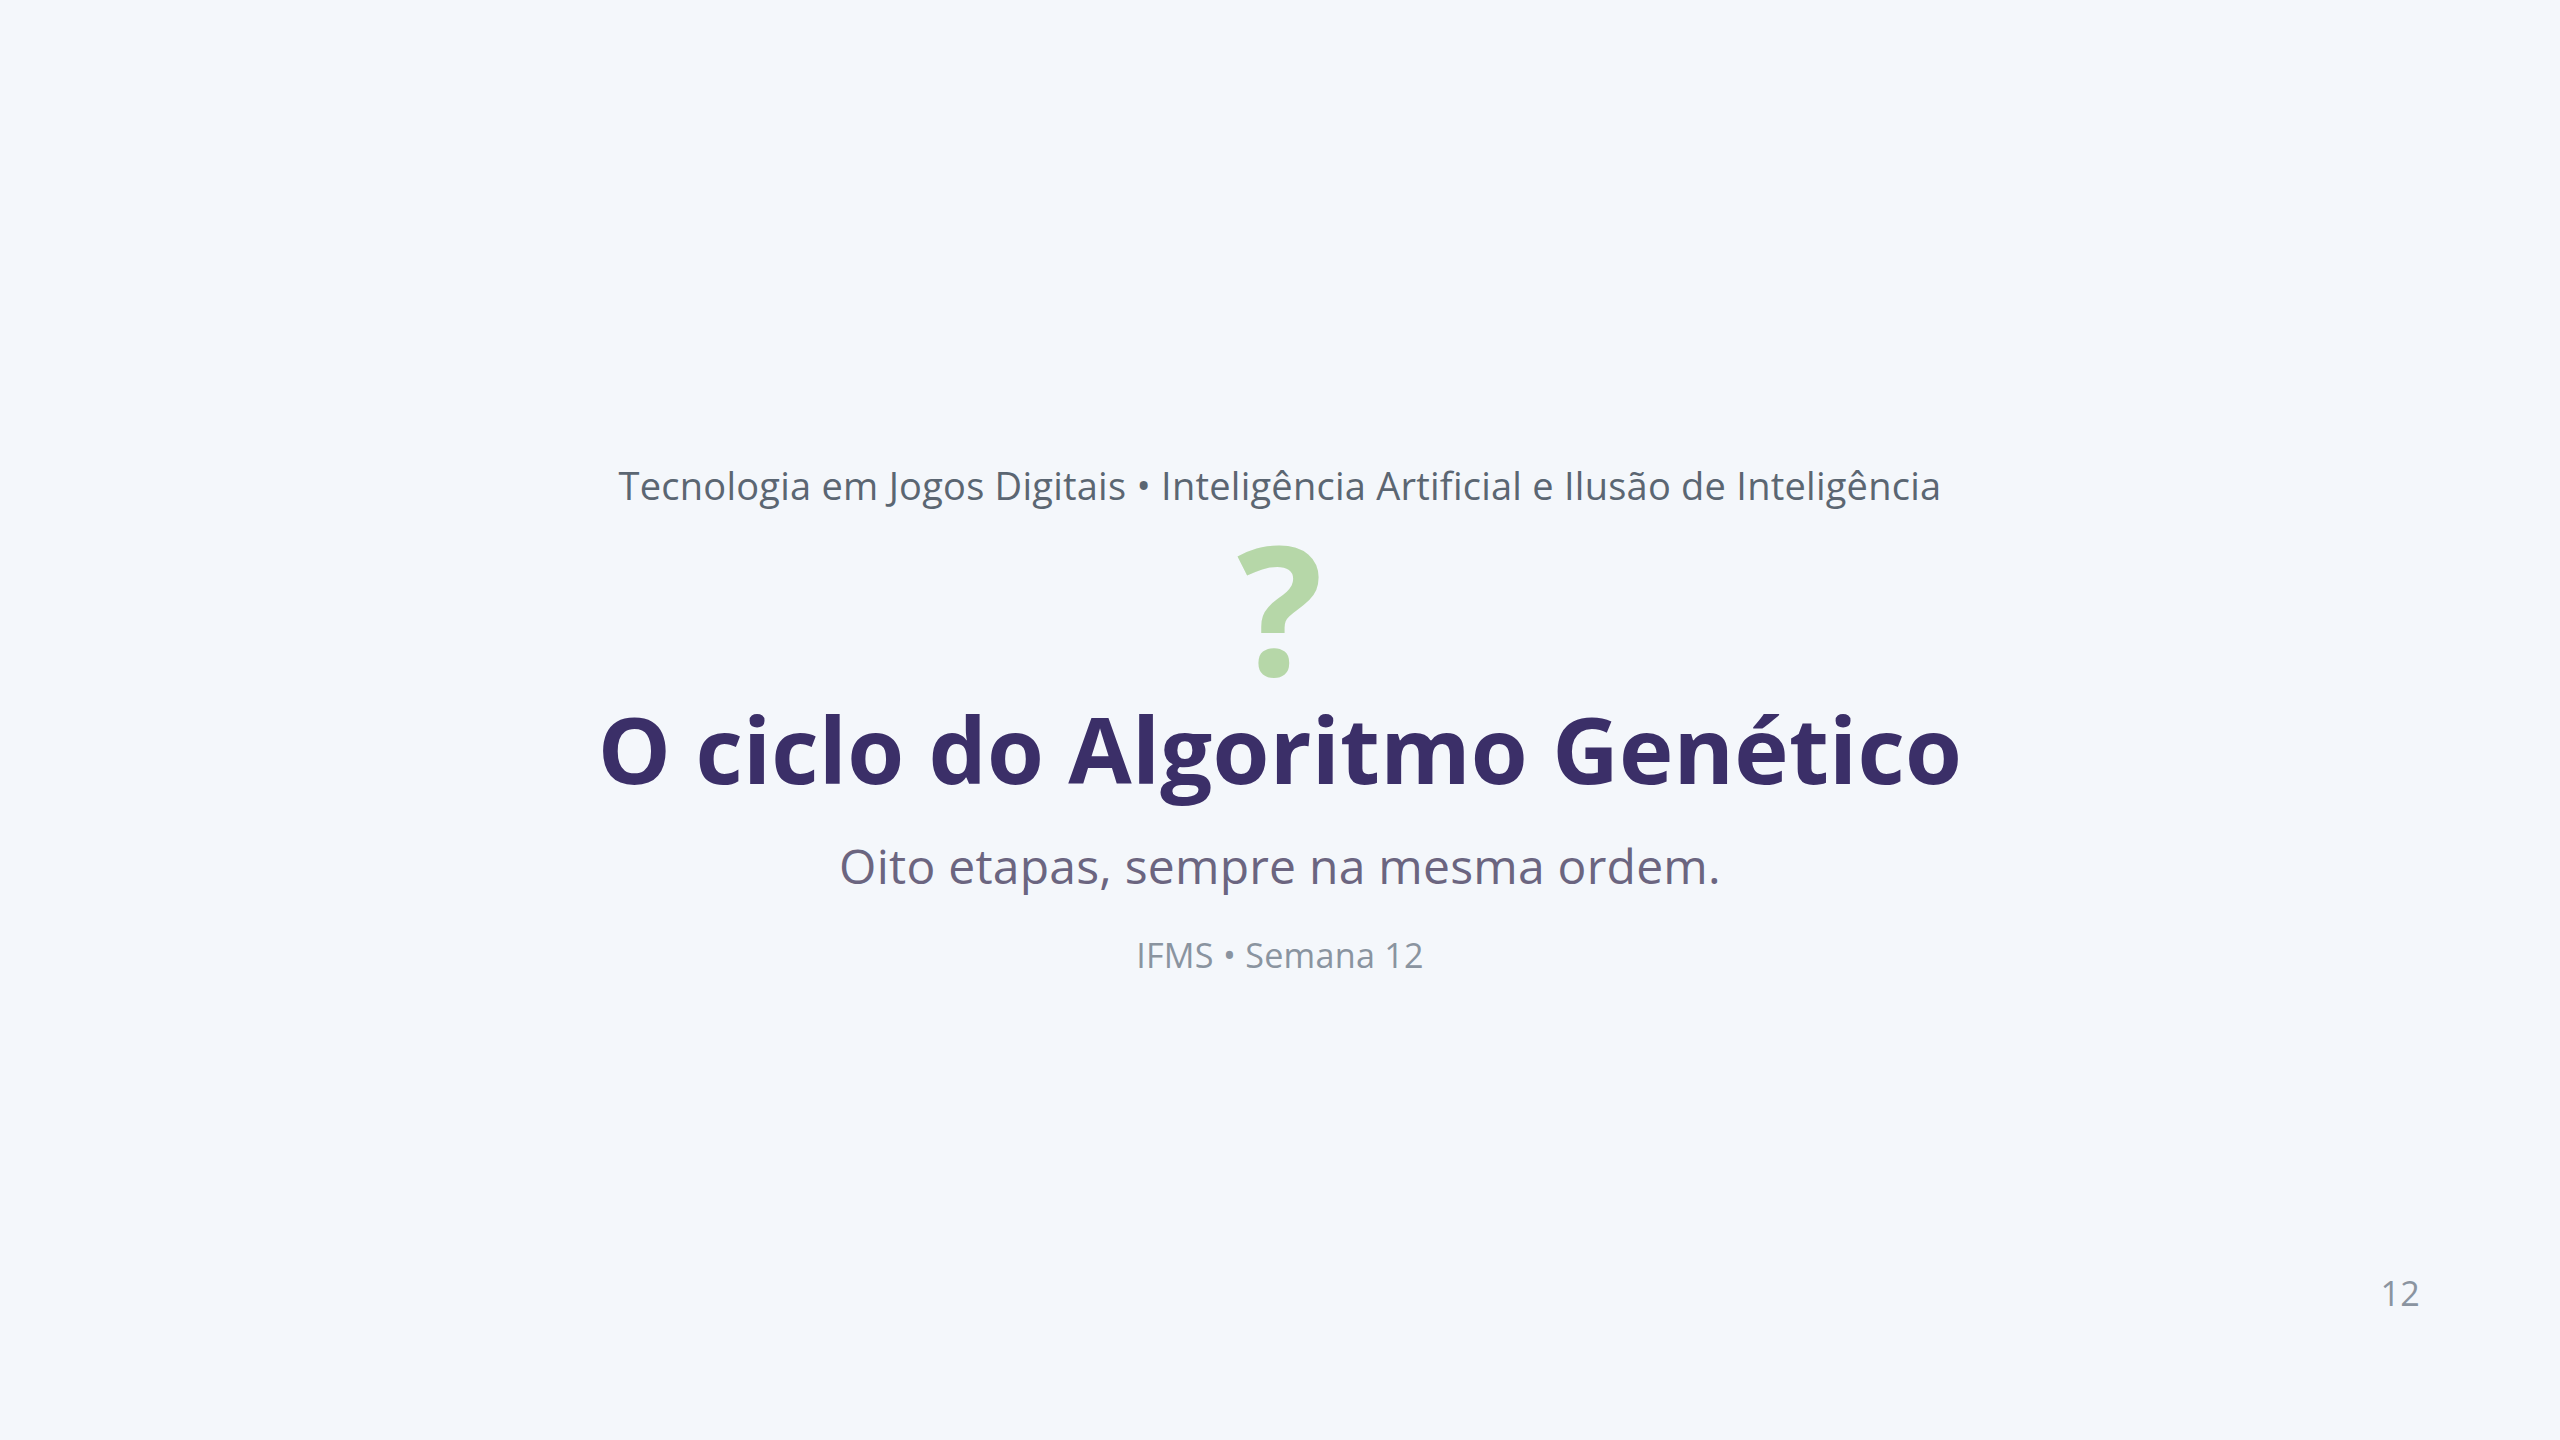 Tecnologia em Jogos Digitais • Inteligência Artificial e Ilusão de Inteligência
?
O ciclo do Algoritmo Genético
Oito etapas, sempre na mesma ordem.
IFMS • Semana 12
12